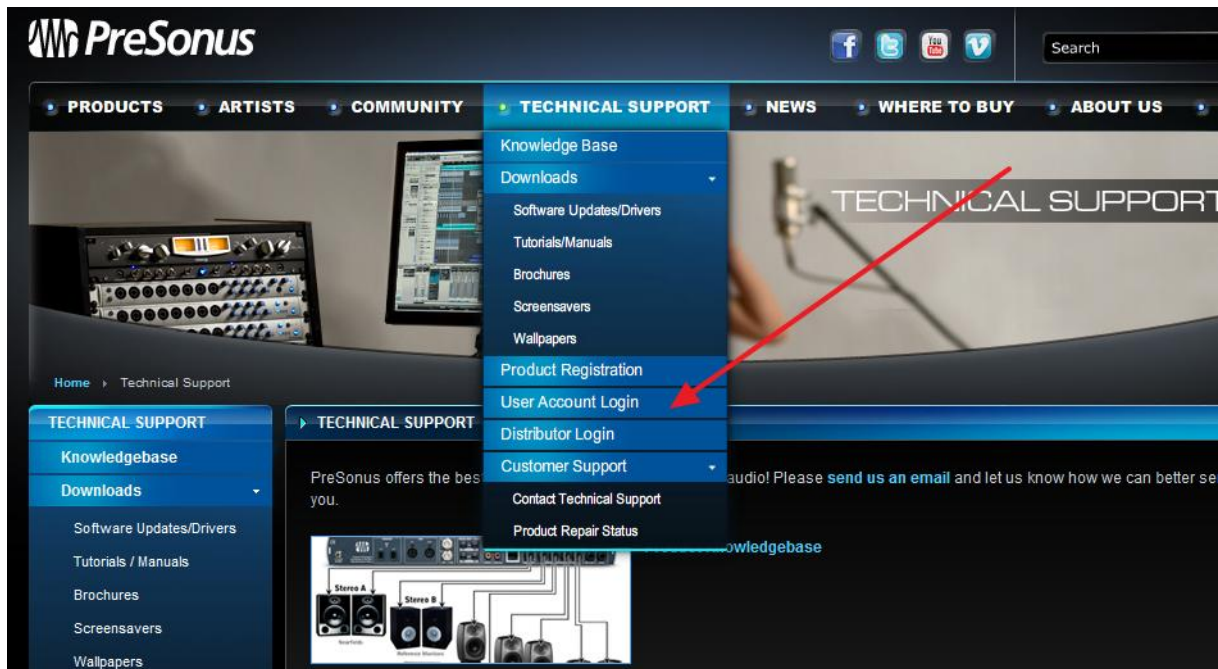 PreSonus
You
Tube
Search
PRODUCTS
ARTISTS
COMMUNITY
TECHNICAL SUPPORT
NEWS
WHERE TO BUY
ABOUT US
Knowledge Base
Downloads
Software Updates/Drivers
Tutorials/Manuals
Brochures
Screensavers
Wallpapers
Product Registration
User Account Login
Distributor Login
Customer Support
Contact Technical Support
Product Repair Status
TECHNICAL SUPPORT
Home
Technical Support
TECHNICAL SUPPORT
Knowledgebase
Downloads
Software Updates/Drivers
Tutorials / Manuals
Brochures
Screensavers
Wallpapers
TECHNICAL SUPPORT
PreSonus offers the bes audio! Please send us an email and let us know how we can better se
you.
owledgebase
Stereo A
Stereo B